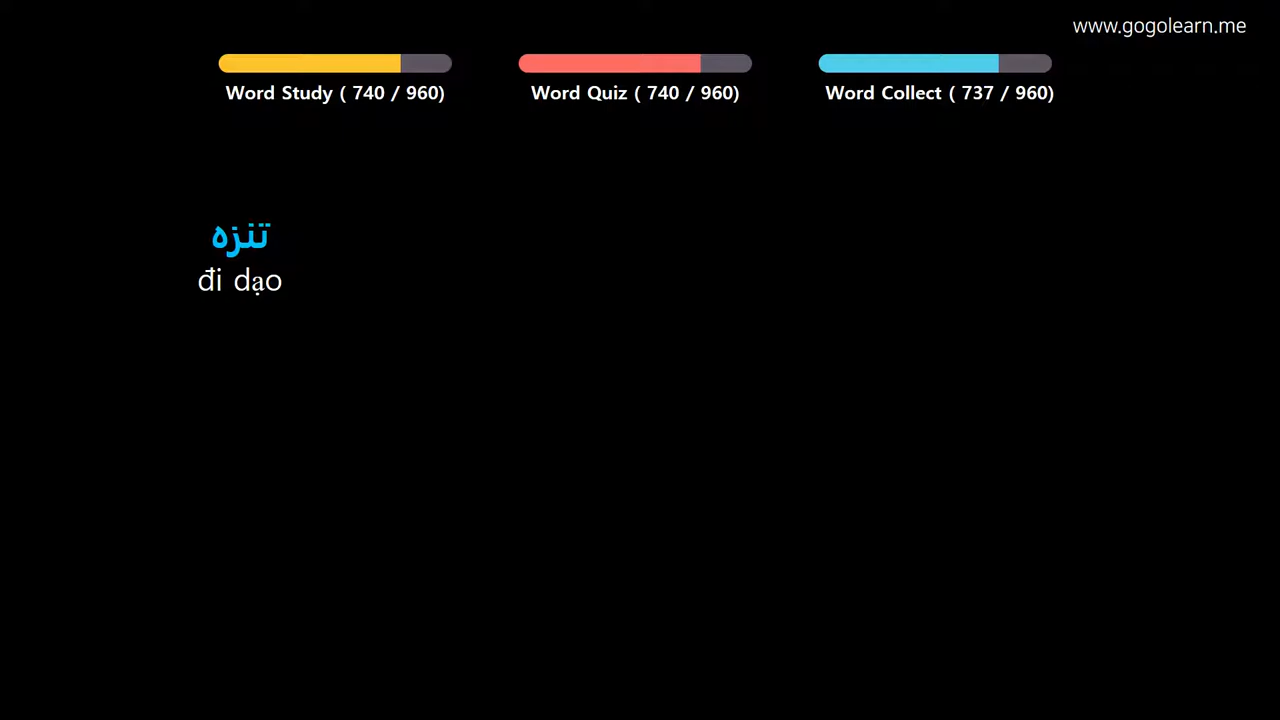 www.gogolearn.me
Word Study ( 740 / 960)
Word Quiz ( 740 / 960)
Word Collect ( 737 / 960)
تنزه
đi dạo